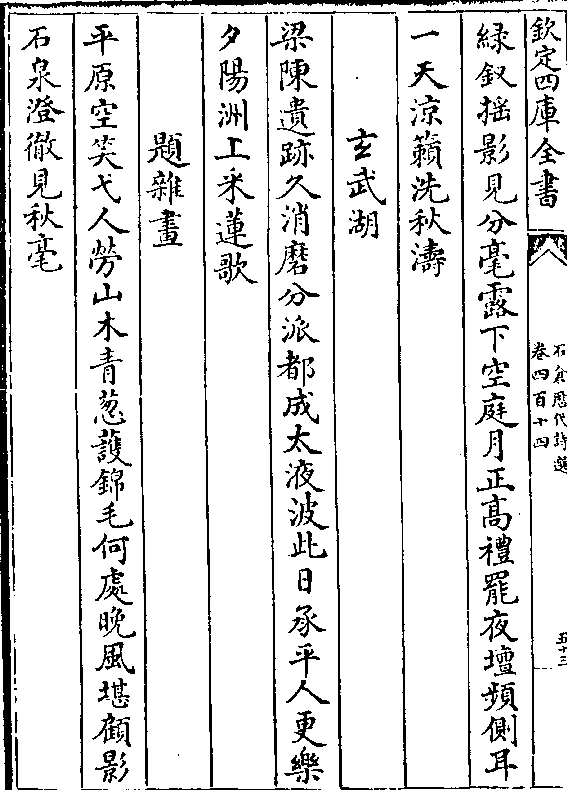 欽定四庫全書
石倉歷代詩選
卷四百十四
五十三
緑釵揺影見分毫露下空庭月正高禮罷夜壇頻側耳
一天凉籟洗秋濤
玄武湖
梁陳遺跡久消磨分派都成太液波此日承平人更樂
夕陽洲上采蓮歌
題雜畫
平原空笑弋人勞山木青葱護錦毛何處晚風堪顧影
石泉澄徹見秋毫